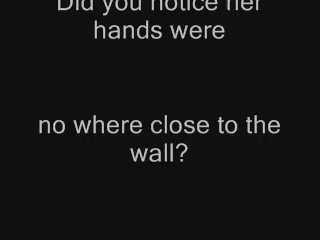 Did you notice her
hands were
no where close to the
wall?